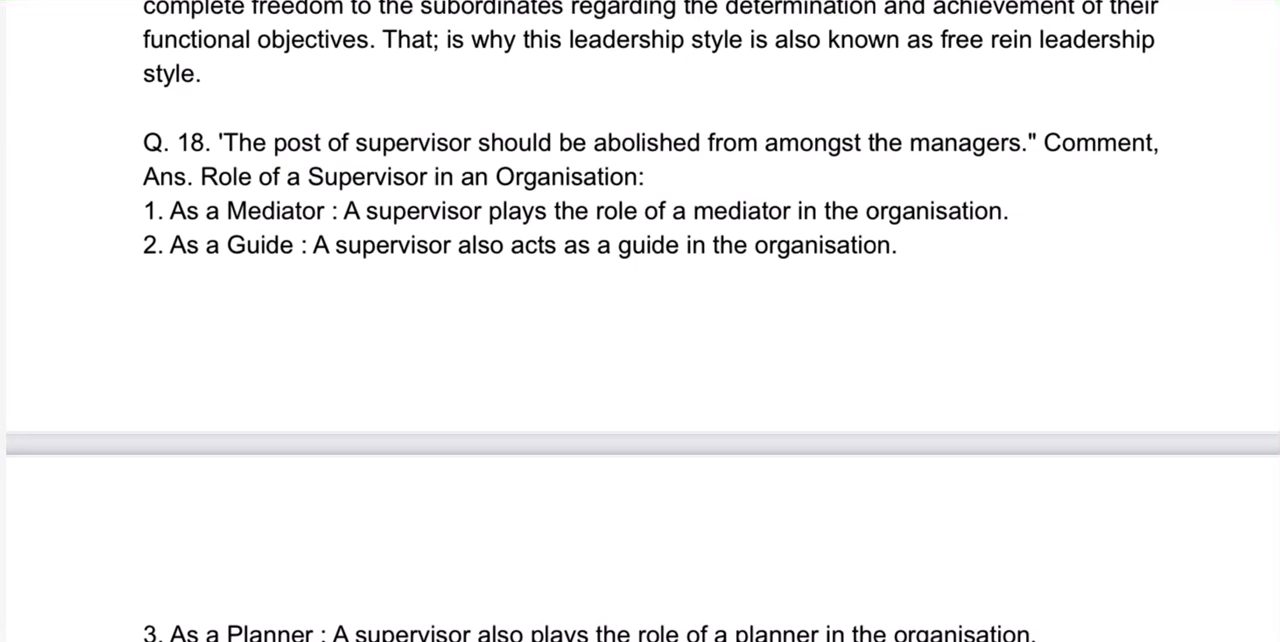 complete freedom to the subordinates regarding the determination and achievement of their
functional objectives. That; is why this leadership style is also known as free rein leadership
style.
Q. 18. 'The post of supervisor should be abolished from amongst the managers." Comment,
Ans. Role of a Supervisor in an Organisation:
1. As a Mediator : A supervisor plays the role of a mediator in the organisation.
2. As a Guide : A supervisor also acts as a guide in the organisation.
3. As a Planner : A supervisor also plays the role of a planner in the organisation.